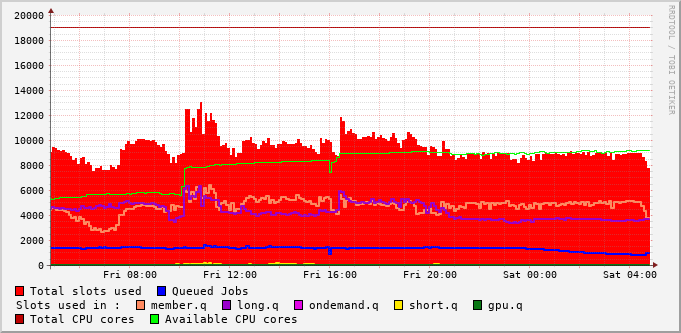 RRDTOOL / TOBI OETIKER
20000
18000
16000
14000
12000
10000
8000
6000
4000
2000
0
Fri 08:00 Fri 12:00 Fri 16:00 Fri 20:00 Sat 00:00 Sat 04:00
Total slots used Queued Jobs
Slots used in : member.q long.q ondemand.q short.q gpu.q
Total CPU cores Available CPU cores